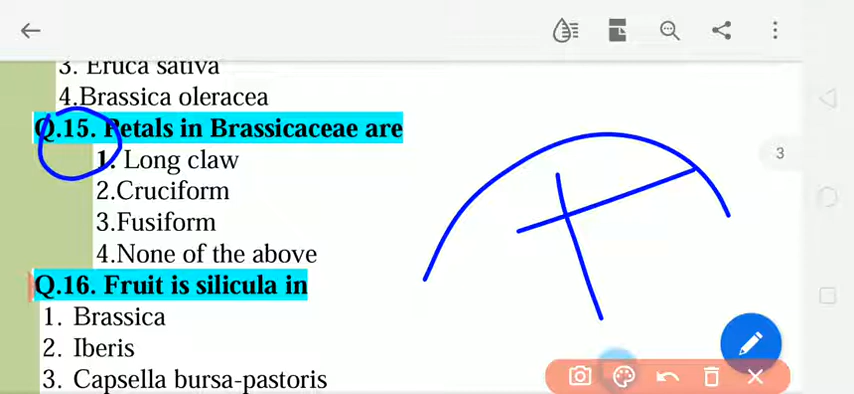 3. Eruca sativa
4.Brassica oleracea
Q.15. Petals in Brassicaceae are
1. Long claw
2.Cruciform
3.Fusiform
4.None of the above
Q.16. Fruit is silicula in
1. Brassica
2. Iberis
3. Capsella bursa-pastoris
3